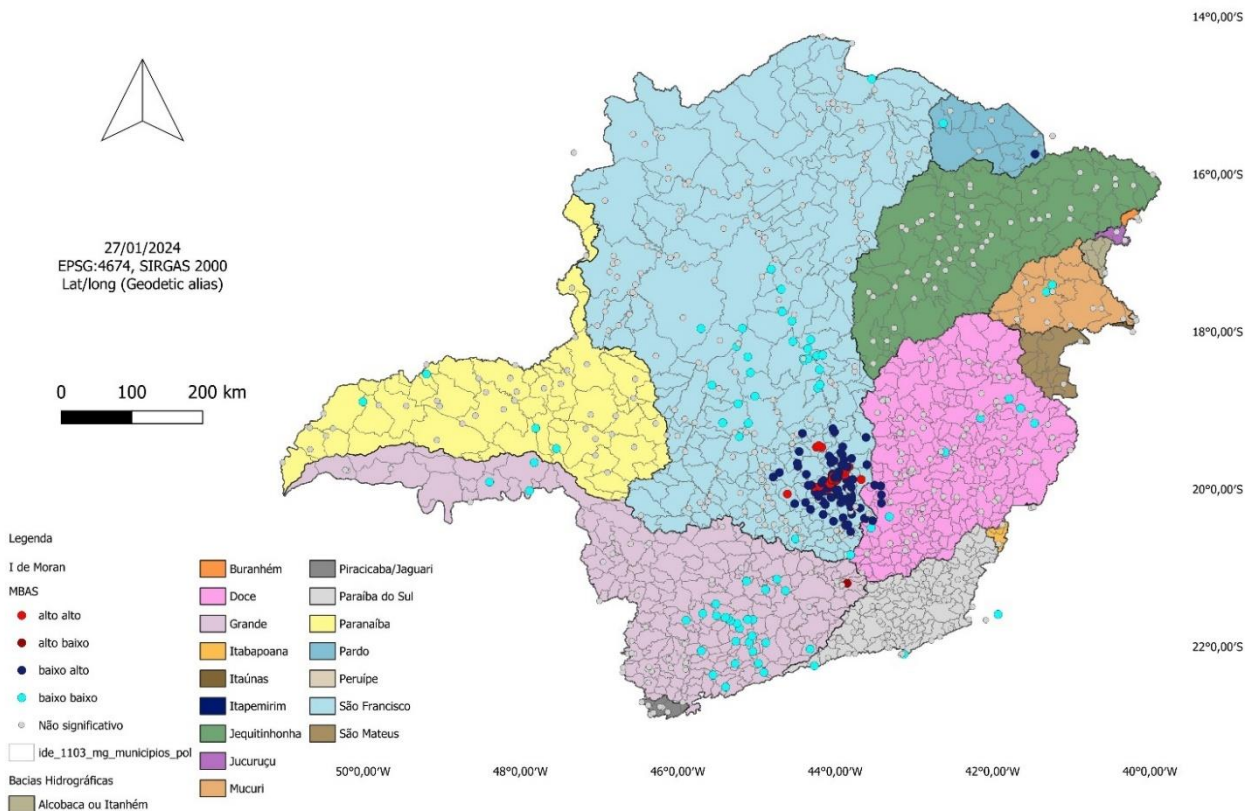 14°0,00'S
16°0,00'S
27/01/2024
EPSG:4674, SIRGAS 2000
Lat/long (Geodetic alias)
18°0,00'S
0 100 200 km
20°0,00'S
Legenda
I de Moran
MBAS
alto alto
alto baixo
baixo alto
baixo baixo
Não significativo
ide_1103_mg_municipios_pol
Bacias Hidrográficas
Alcobaca ou Itanhém
Buranhém
Doce
Grande
Itabapoana
Itaúnas
Itapemirim
Jequitinhonha
Jucuruçu
Mucuri
Piracicaba/Jaguari
Paraíba do Sul
Paranaíba
Pardo
Peruípe
São Francisco
São Mateus
22°0,00'S
50°0,00'W 48°0,00'W 46°0,00'W 44°0,00'W 42°0,00'W 40°0,00'W